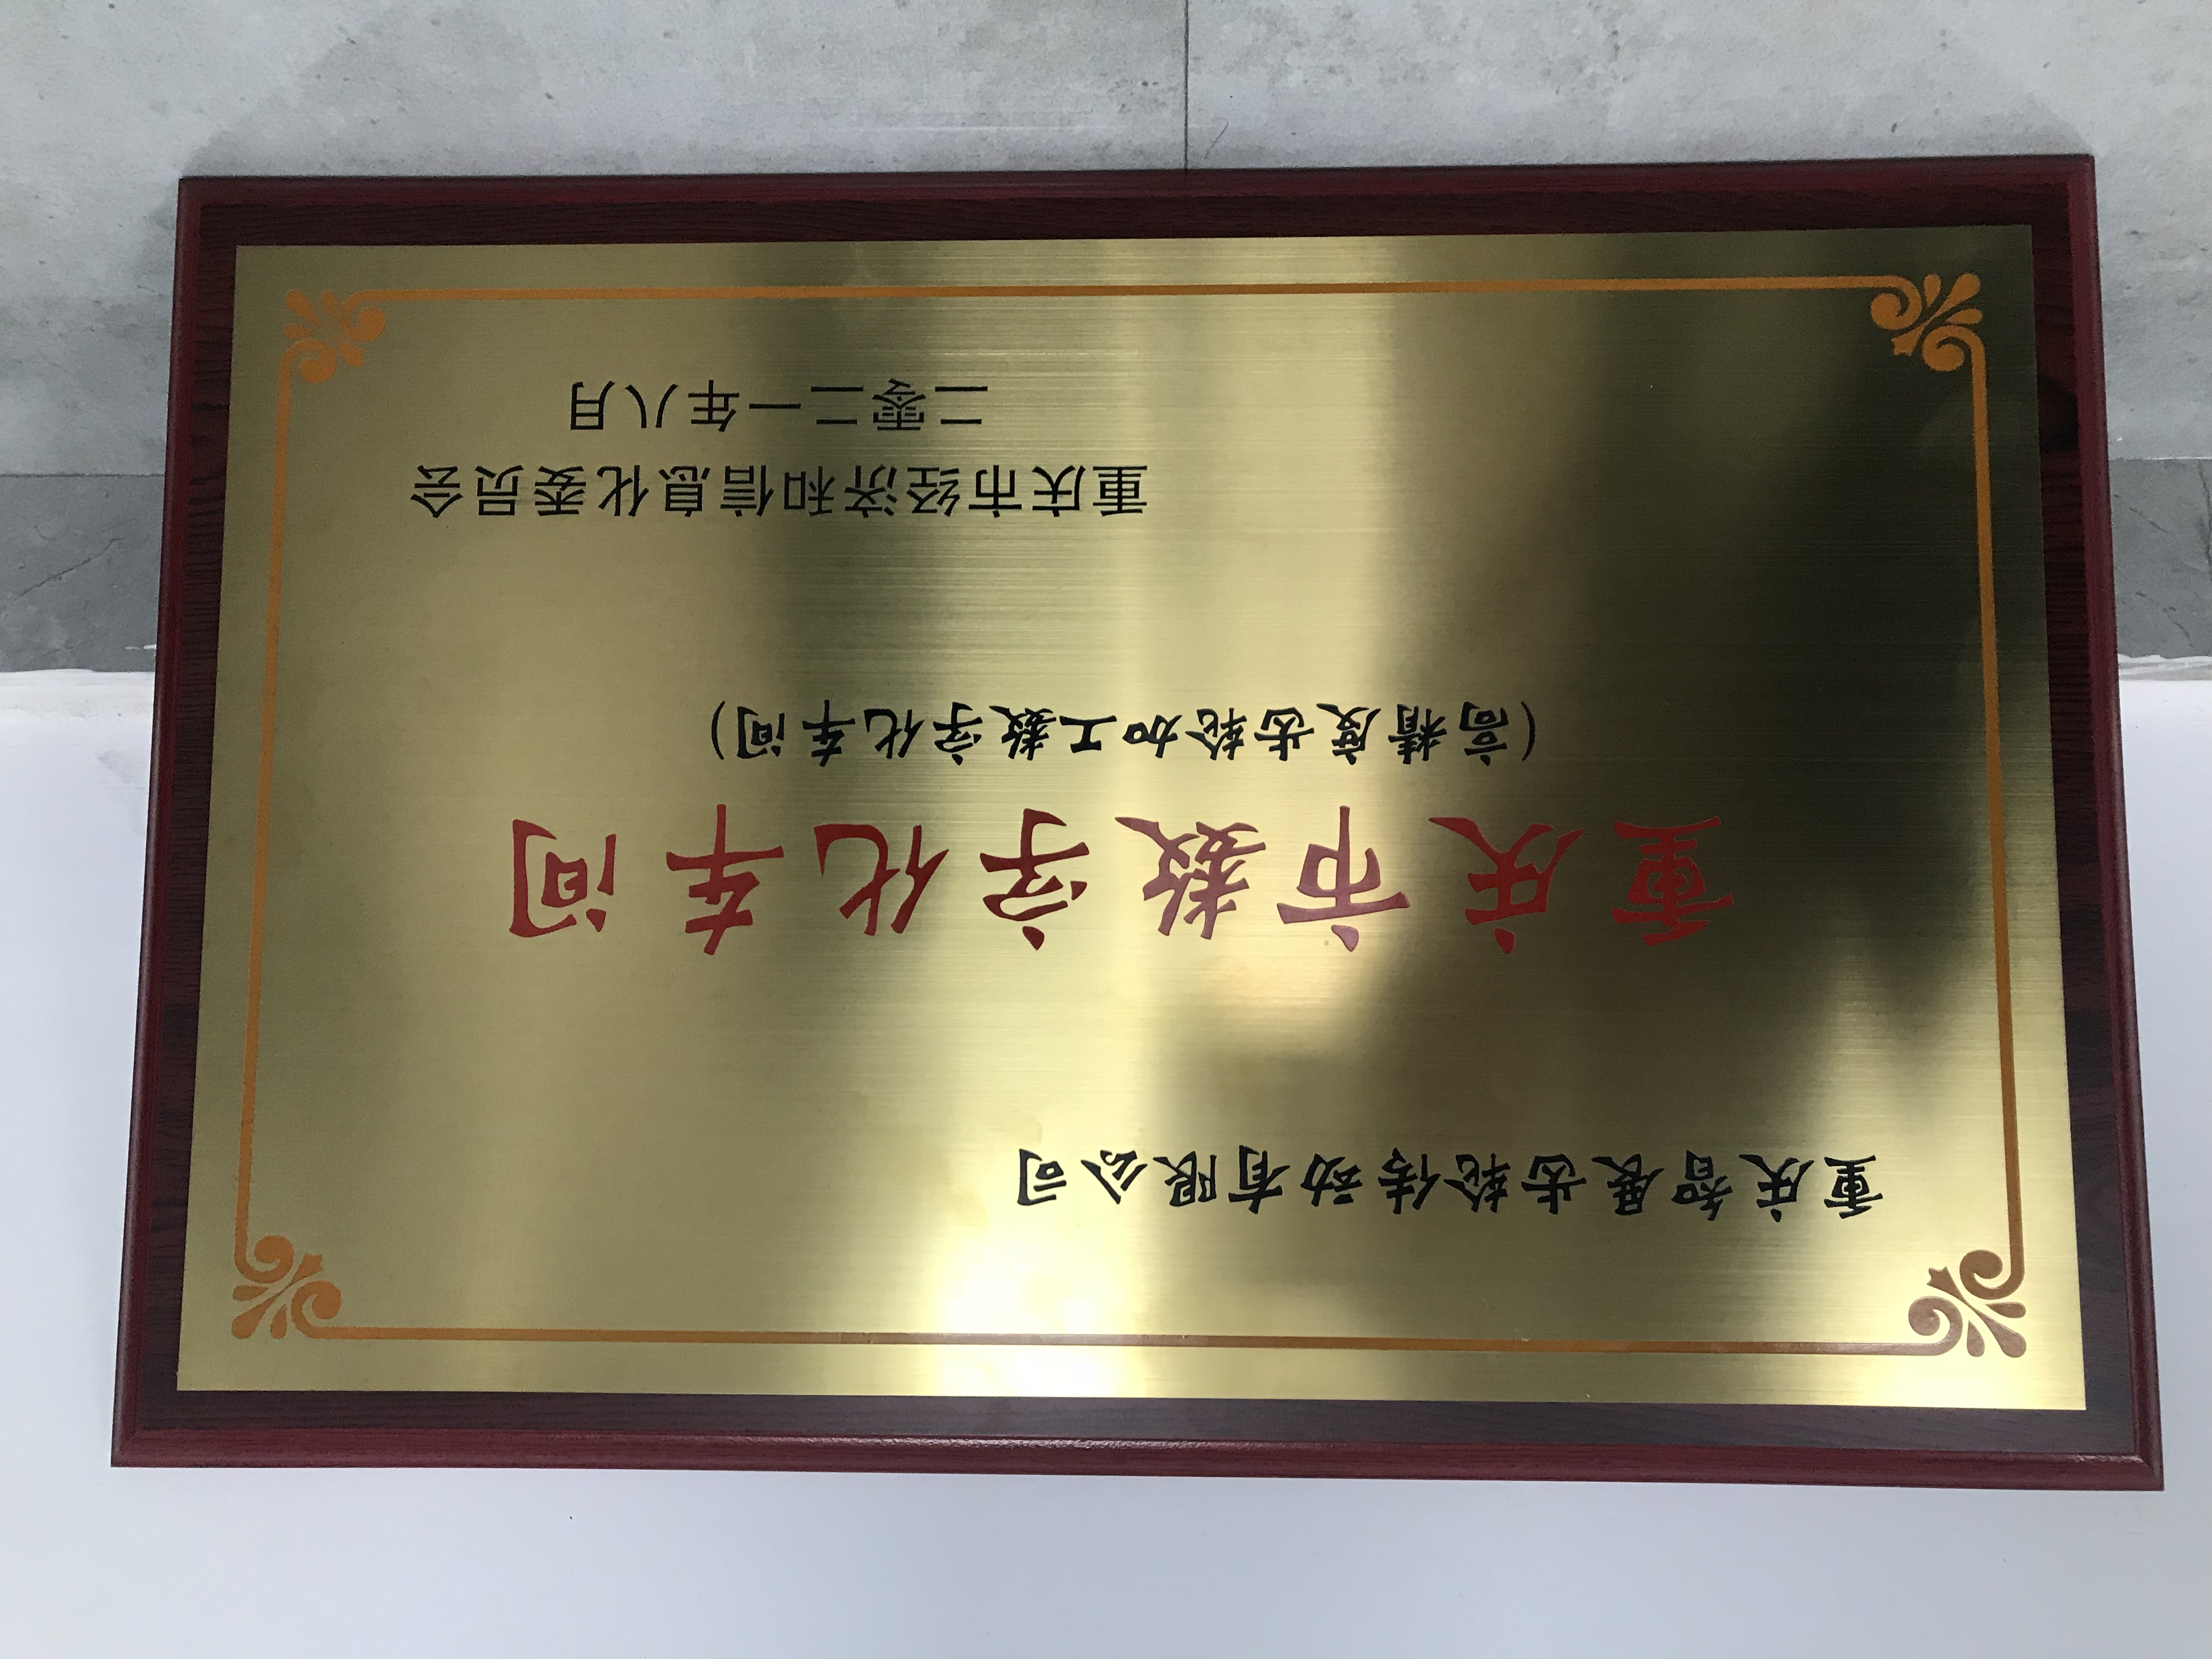 重庆智展齿轮传动有限公司
重庆市数字化车间
(高精度齿轮加工数字化车间)
重庆市经济和信息化委员会
二零二一年八月